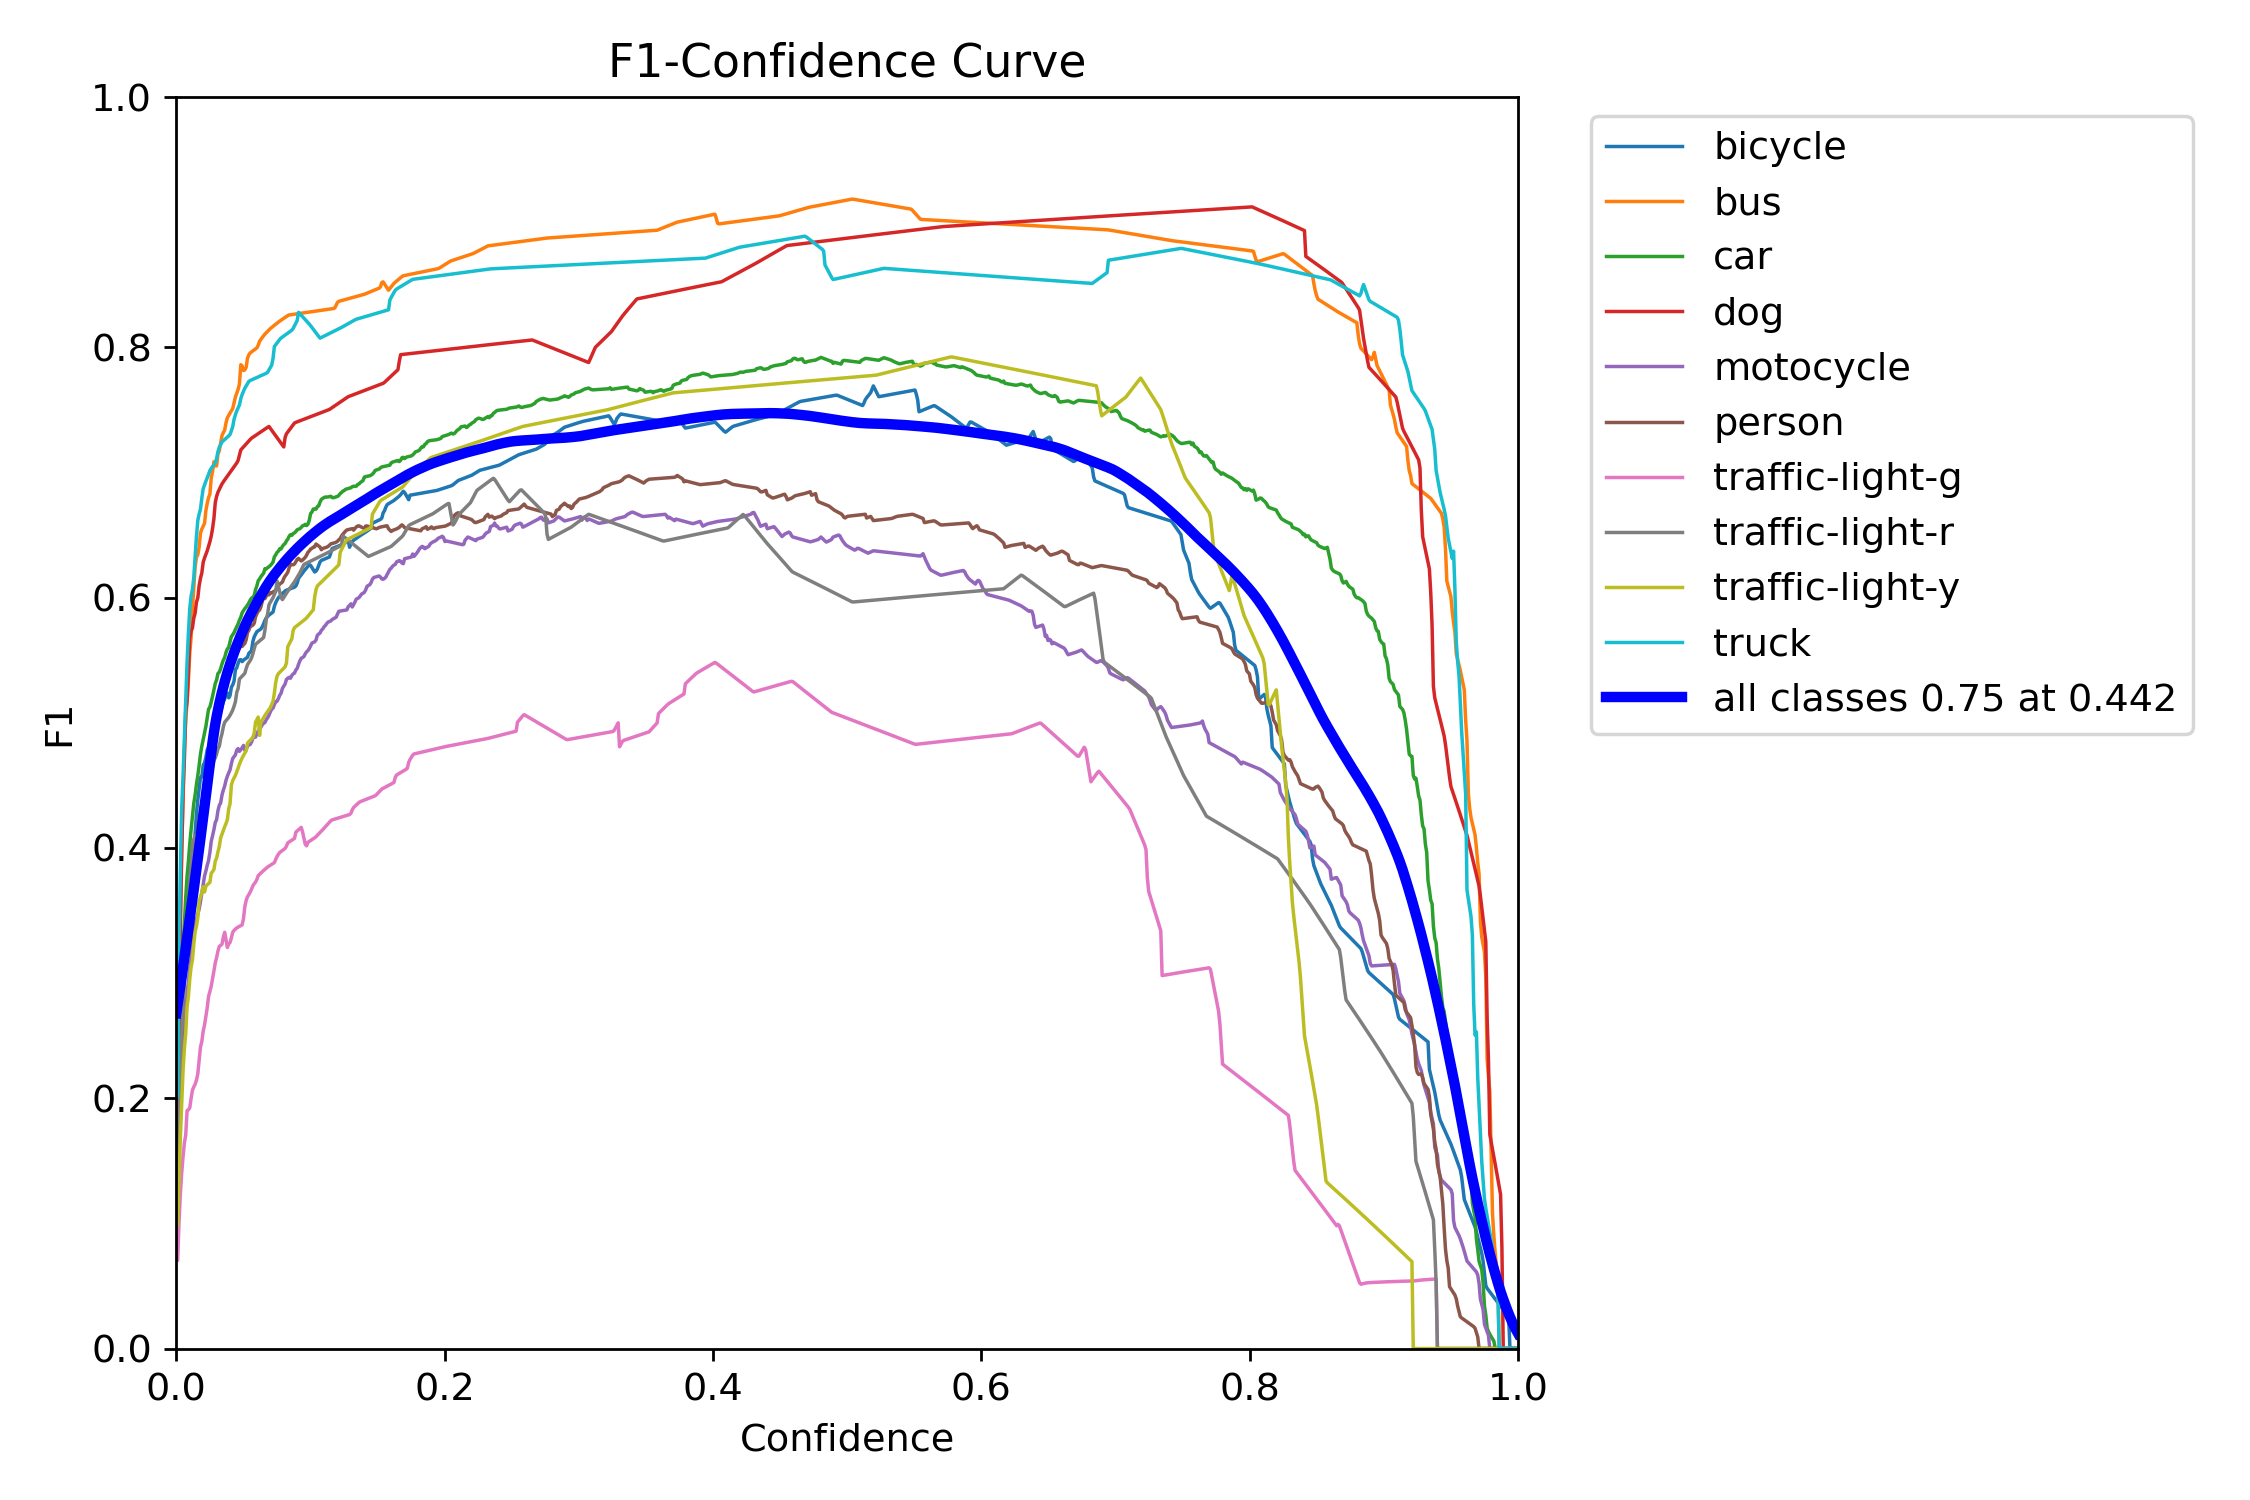 F1-Confidence Curve
1.0
0.8
0.6
0.4
0.2
0.0
F1
0.0 0.2 0.4 0.6 0.8 1.0
Confidence
bicycle
bus
car
dog
motocycle
person
traffic-light-g
traffic-light-r
traffic-light-y
truck
all classes 0.75 at 0.442